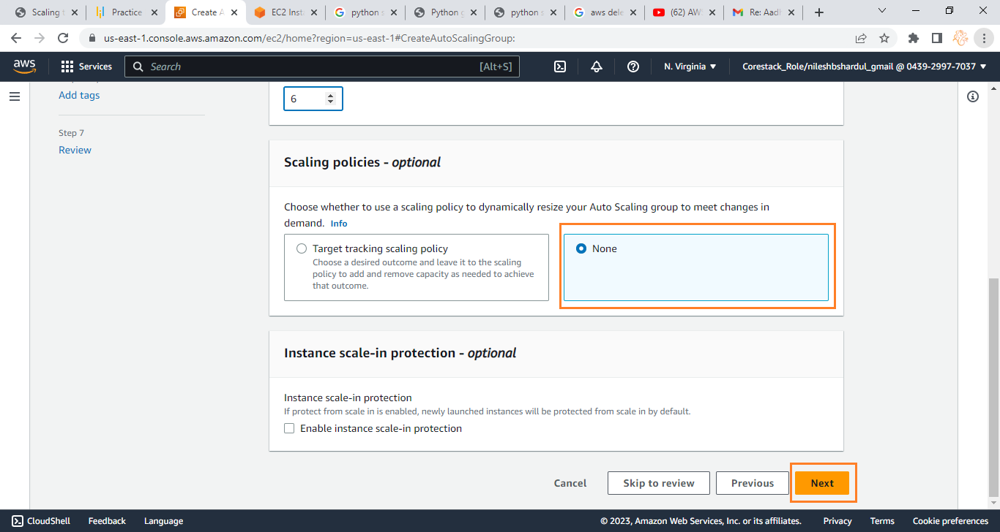 Scaling t
Practice
Create A
EC2 Inst
python s
Python g
python s
aws dele
(62) AWS
Re: Aadh
us-east-1.console.aws.amazon.com/ec2/home?region=us-east-1#CreateAutoScalingGroup:
aws
Services
Search
[Alt+S]
N. Virginia
Corestack_Role/nileshbshardul_gmail @ 0439-2997-7037
Add tags
Step 7
Review
6
Scaling policies - optional
Choose whether to use a scaling policy to dynamically resize your Auto Scaling group to meet changes in
demand. Info
Target tracking scaling policy
Choose a desired outcome and leave it to the scaling
policy to add and remove capacity as needed to achieve
that outcome.
None
Instance scale-in protection - optional
Instance scale-in protection
If protect from scale in is enabled, newly launched instances will be protected from scale in by default.
Enable instance scale-in protection
Cancel
Skip to review
Previous
Next
CloudShell
Feedback
Language
© 2023, Amazon Web Services, Inc. or its affiliates.
Privacy
Terms
Cookie preferences